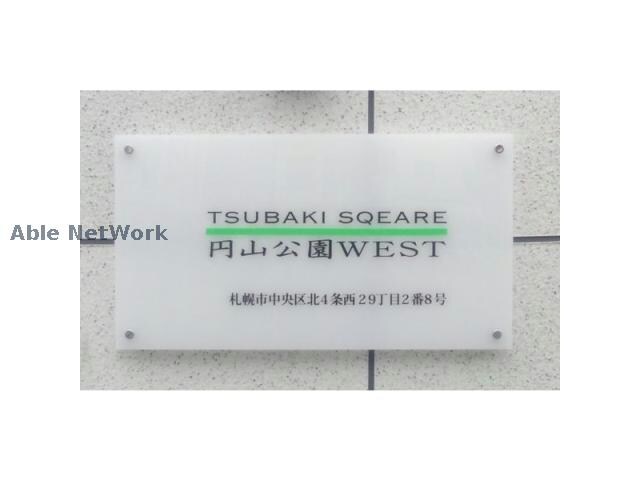 TSUBAKI SQEARE
円山公園WEST
札幌市中央区北4条西29丁目2番8号
Able NetWork